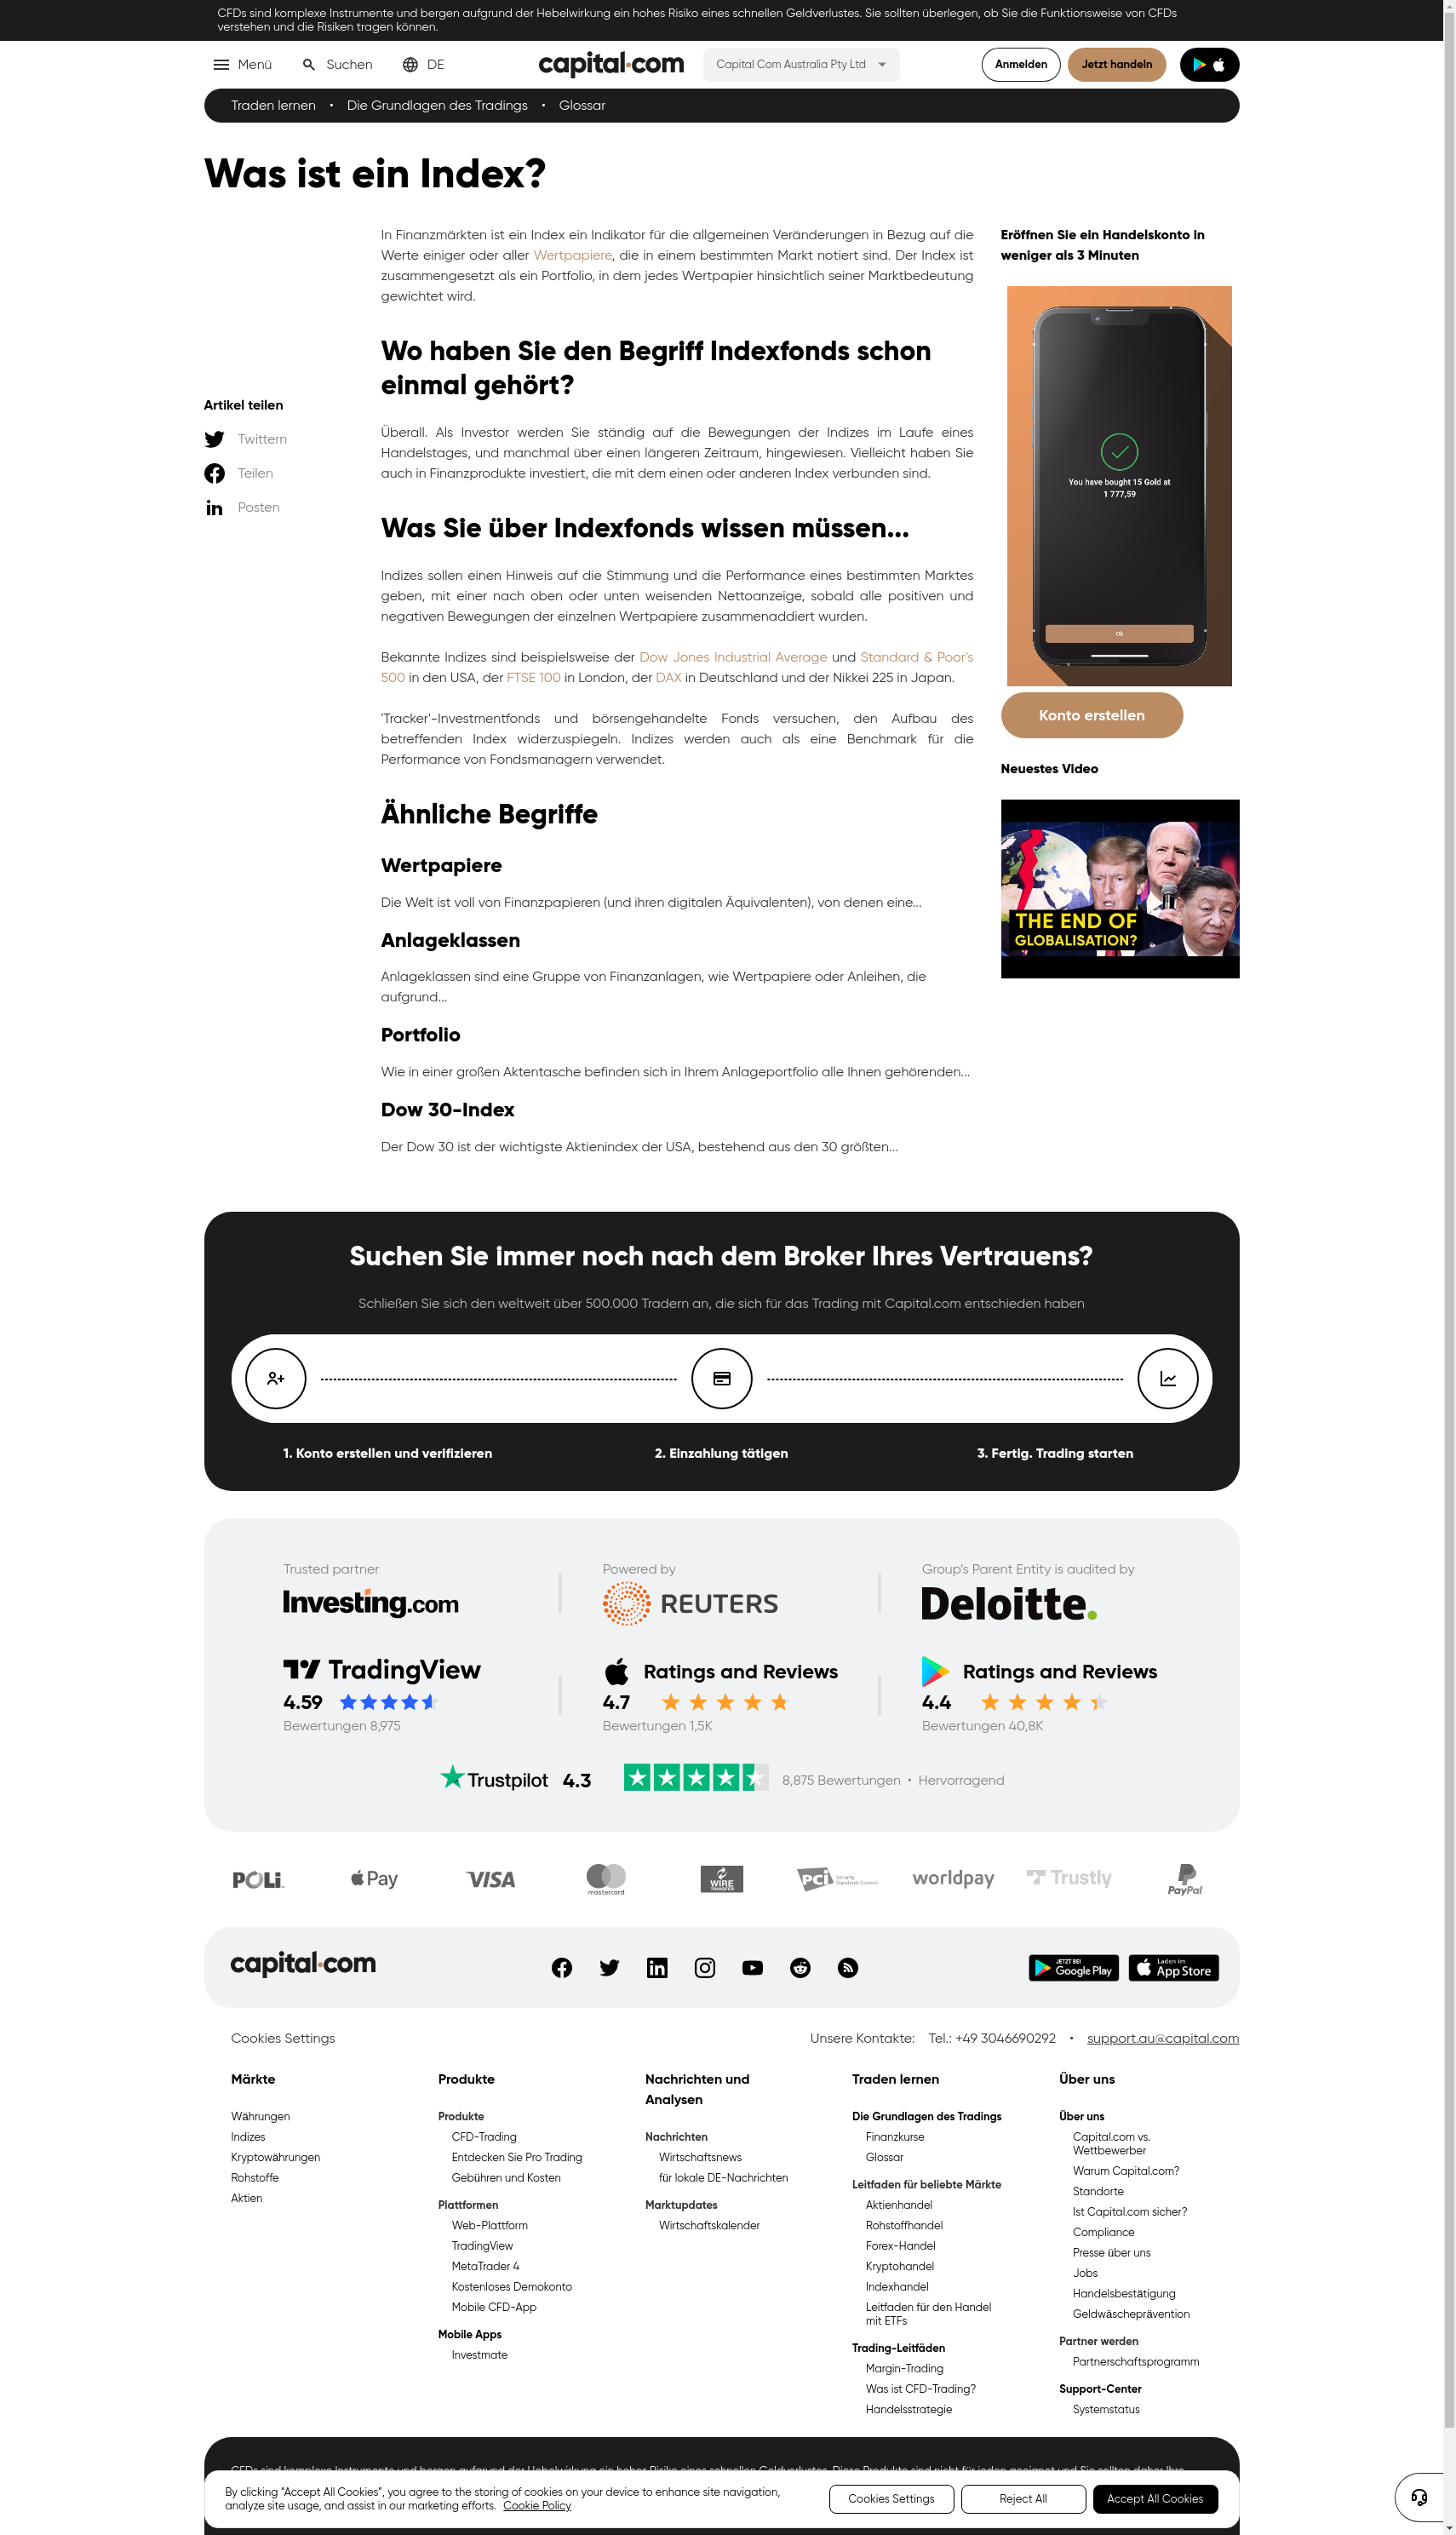 CFDs sind komplexe Instrumente und bergen aufgrund der Hebelwirkung ein hohes Risiko eines schnellen Geldverlustes. Sie sollten überlegen, ob Sie die Funktionsweise von CFDs
verstehen und die Risiken tragen können.
Menü
Suchen
DE
capital.com
Capital Com Australia Pty Ltd
Anmelden
Jetzt handeln
Traden lernen • Die Grundlagen des Tradings • Glossar
Was ist ein Index?
In Finanzmärkten ist ein Index ein Indikator für die allgemeinen Veränderungen in Bezug auf die
Werte einiger oder aller Wertpapiere, die in einem bestimmten Markt notiert sind. Der Index ist
zusammengesetzt als ein Portfolio, in dem jedes Wertpapier hinsichtlich seiner Marktbedeutung
gewichtet wird.
Wo haben Sie den Begriff Indexfonds schon
einmal gehört?
Artikel teilen
Twittern
Teilen
Posten
Überall. Als Investor werden Sie ständig auf die Bewegungen der Indizes im Laufe eines
Handelstages, und manchmal über einen längeren Zeitraum, hingewiesen. Vielleicht haben Sie
auch in Finanzprodukte investiert, die mit dem einen oder anderen Index verbunden sind.
Was Sie über Indexfonds wissen müssen...
Indizes sollen einen Hinweis auf die Stimmung und die Performance eines bestimmten Marktes
geben, mit einer nach oben oder unten weisenden Nettoanzeige, sobald alle positiven und
negativen Bewegungen der einzelnen Wertpapiere zusammenaddiert wurden.
Bekannte Indizes sind beispielsweise der Dow Jones Industrial Average und Standard & Poor's
500 in den USA, der FTSE 100 in London, der DAX in Deutschland und der Nikkei 225 in Japan.
'Tracker'-Investmentfonds und börsengehandelte Fonds versuchen, den Aufbau des
betreffenden Index widerzuspiegeln. Indizes werden auch als eine Benchmark für die
Performance von Fondsmanagern verwendet.
Ähnliche Begriffe
Wertpapiere
Die Welt ist voll von Finanzpapieren (und ihren digitalen Äquivalenten), von denen eine...
Anlageklassen
Anlageklassen sind eine Gruppe von Finanzanlagen, wie Wertpapiere oder Anleihen, die
aufgrund...
Portfolio
Wie in einer großen Aktentasche befinden sich in Ihrem Anlageportfolio alle Ihnen gehörenden...
Dow 30-Index
Der Dow 30 ist der wichtigste Aktienindex der USA, bestehend aus den 30 größten...
Eröffnen Sie ein Handelskonto in
weniger als 3 Minuten
You have bought 15 Gold at
1 777,59
Ok
Konto erstellen
Neuestes Video
THE END OF
GLOBALISATION?
Suchen Sie immer noch nach dem Broker Ihres Vertrauens?
Schließen Sie sich den weltweit über 500.000 Tradern an, die sich für das Trading mit Capital.com entschieden haben
1. Konto erstellen und verifizieren
2. Einzahlung tätigen
3. Fertig. Trading starten
Trusted partner
Investing.com
Powered by
REUTERS
Group's Parent Entity is audited by
Deloitte.
TradingView
4.59
Bewertungen 8,975
Ratings and Reviews
4.7
Bewertungen 1,5K
Ratings and Reviews
4.4
Bewertungen 40,8K
Trustpilot 4.3
8,875 Bewertungen • Hervorragend
POLi
Apple Pay
VISA
mastercard
WIRE TRANSFER
PCI Security Standards Council
worldpay
Trustly
PayPal
capital.com
JETZT BEI Google Play
Laden im App Store
Cookies Settings
Unsere Kontakte: Tel.: +49 3046690292 • support.au@capital.com
Märkte
Währungen
Indizes
Kryptowährungen
Rohstoffe
Aktien
Produkte
Produkte
CFD-Trading
Entdecken Sie Pro Trading
Gebühren und Kosten
Plattformen
Web-Plattform
TradingView
MetaTrader 4
Kostenloses Demokonto
Mobile CFD-App
Mobile Apps
Investmate
Nachrichten und
Analysen
Nachrichten
Wirtschaftsnews
für lokale DE-Nachrichten
Marktupdates
Wirtschaftskalender
Traden lernen
Die Grundlagen des Tradings
Finanzkurse
Glossar
Leitfaden für beliebte Märkte
Aktienhandel
Rohstoffhandel
Forex-Handel
Kryptohandel
Indexhandel
Leitfaden für den Handel
mit ETFs
Trading-Leitfäden
Margin-Trading
Was ist CFD-Trading?
Handelsstrategie
Über uns
Über uns
Capital.com vs.
Wettbewerber
Warum Capital.com?
Standorte
Ist Capital.com sicher?
Compliance
Presse über uns
Jobs
Handelsbestätigung
Geldwäscheprävention
Partner werden
Partnerschaftsprogramm
Support-Center
Systemstatus
By clicking “Accept All Cookies”, you agree to the storing of cookies on your device to enhance site navigation,
analyze site usage, and assist in our marketing efforts. Cookie Policy
Cookies Settings
Reject All
Accept All Cookies